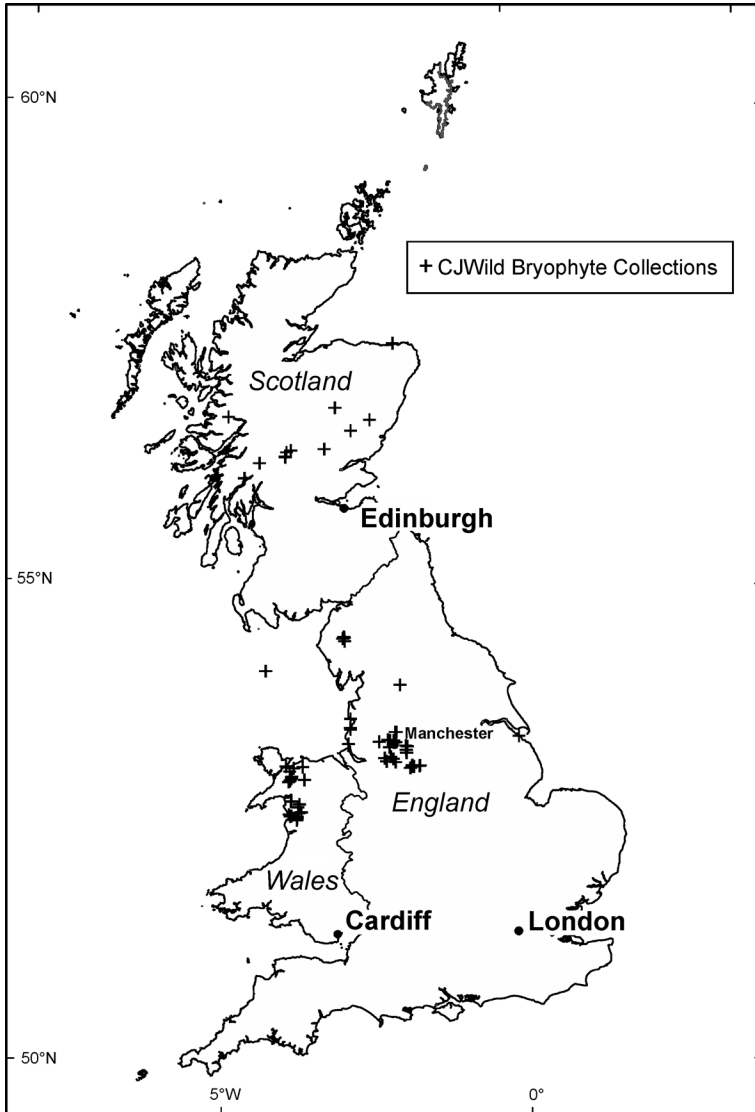 60°N
+ CJWild Bryophyte Collections
Scotland
Edinburgh
55°N
Manchester
England
Wales
Cardiff
London
50°N
5°W
0°